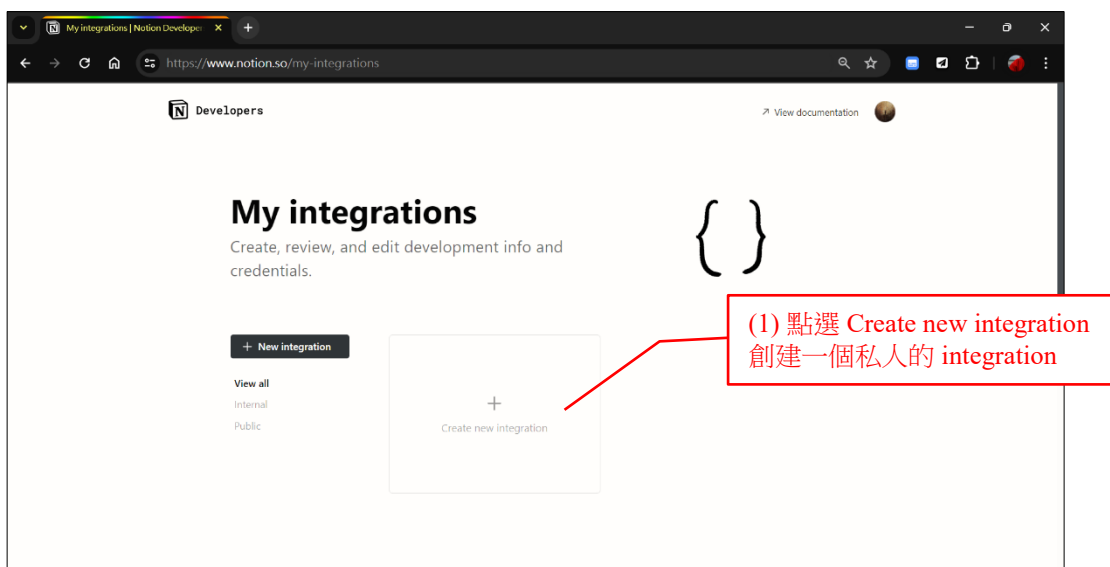 My integrations | Notion Developer
https://www.notion.so/my-integrations
Developers
View documentation
My integrations
Create, review, and edit development info and
credentials.
(1) 點選 Create new integration
創建一個私人的 integration
+ New integration
View all
Internal
Public
+
Create new integration